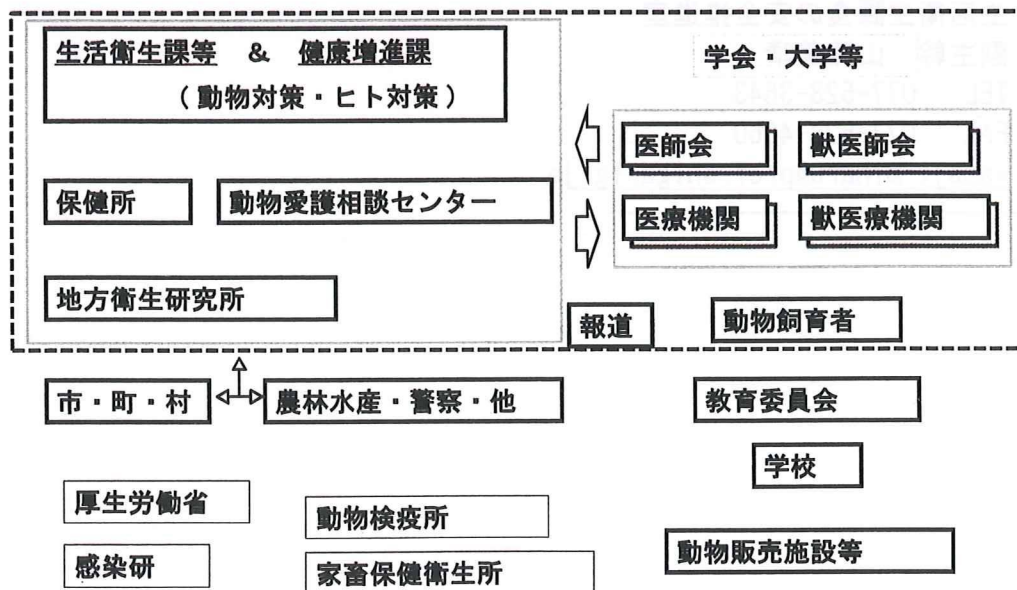 生活衛生課等 & 健康増進課
（動物対策・ヒト対策）
学会・大学等
医師会
獣医師会
保健所
動物愛護相談センター
医療機関
獣医療機関
地方衛生研究所
報道
動物飼育者
市・町・村
農林水産・警察・他
教育委員会
学校
厚生労働省
動物検疫所
感染研
家畜保健衛生所
動物販売施設等